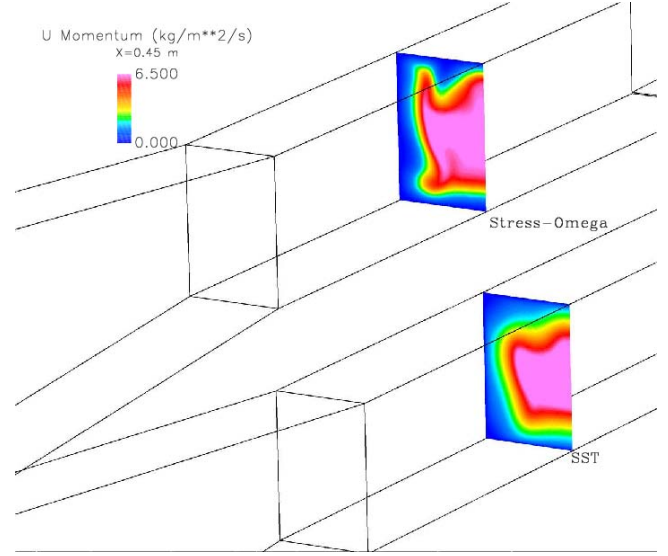 U Momentum (kg/m**2/s)
X=0.45 m
6.500
0.000
Stress-Omega
SST